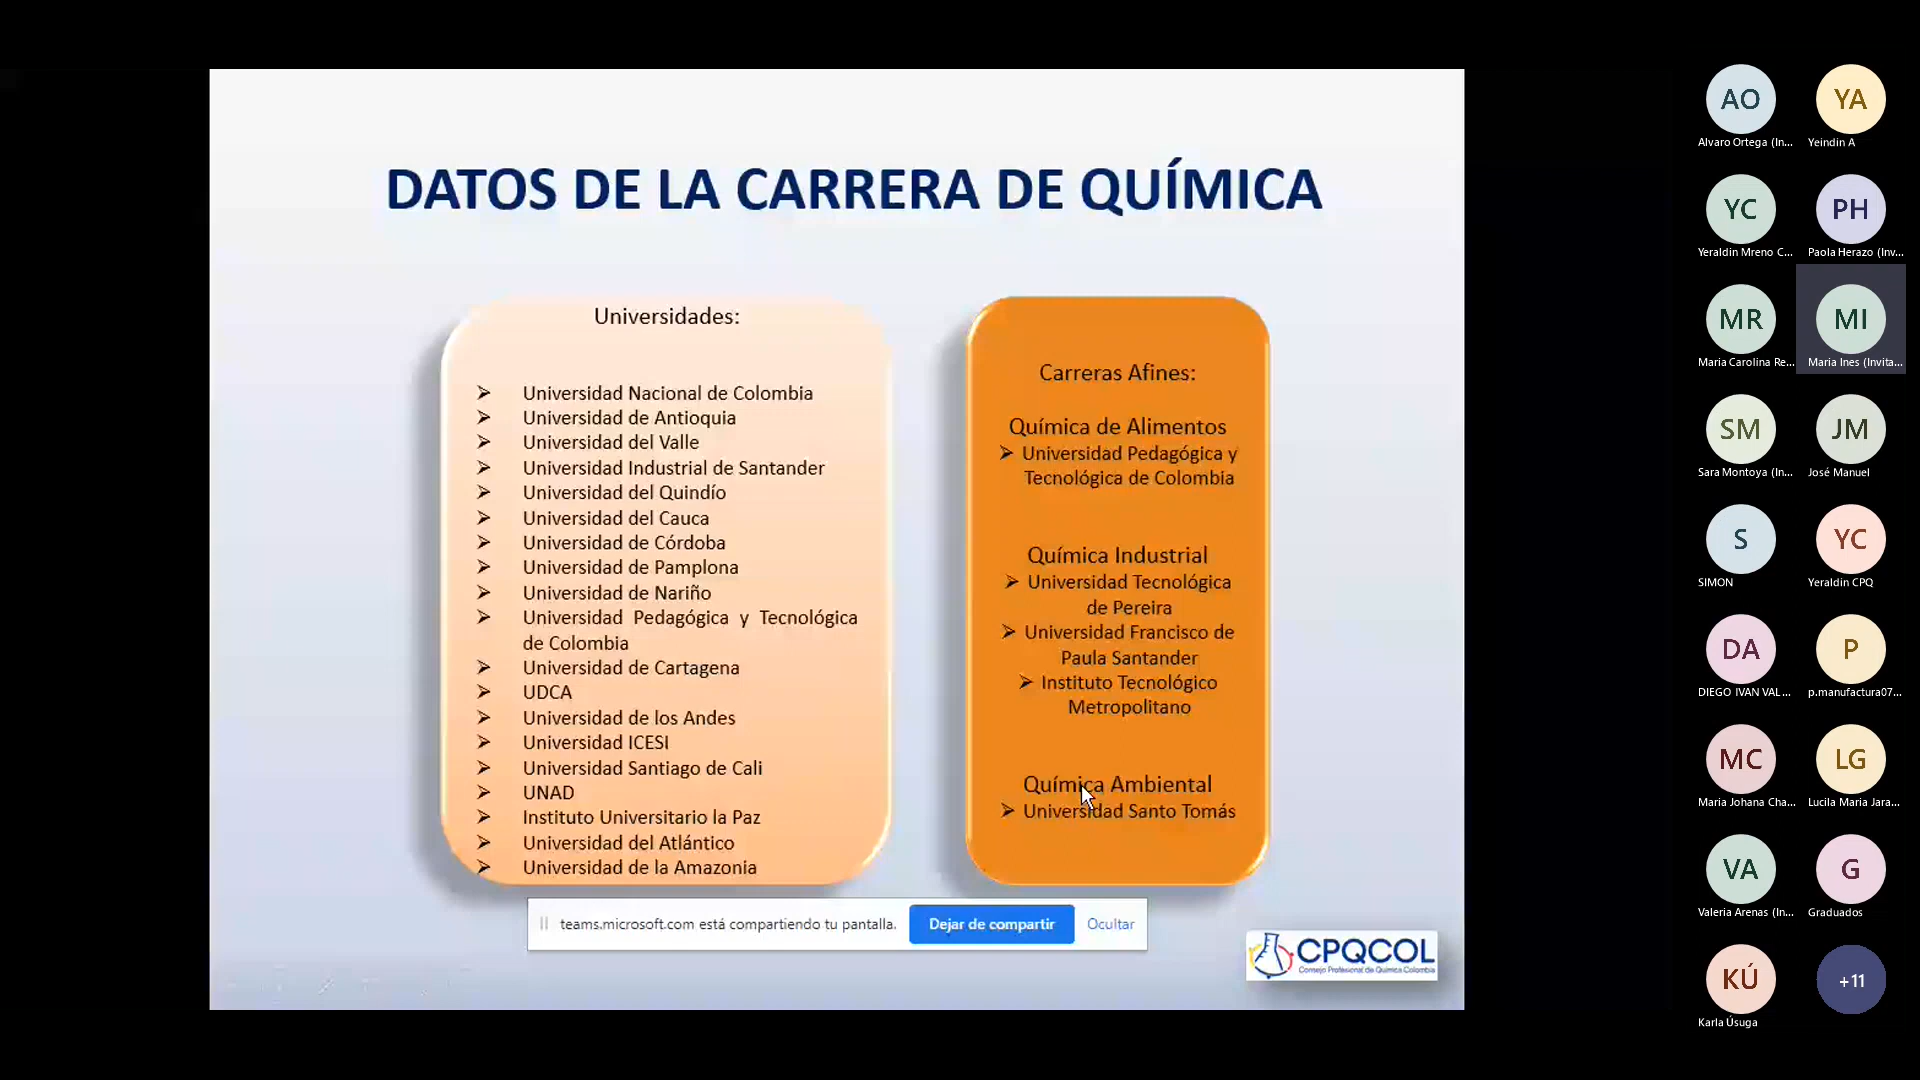 DATOS DE LA CARRERA DE QUÍMICA
Universidades:
➢ Universidad Nacional de Colombia
➢ Universidad de Antioquia
➢ Universidad del Valle
➢ Universidad Industrial de Santander
➢ Universidad del Quindío
➢ Universidad del Cauca
➢ Universidad de Córdoba
➢ Universidad de Pamplona
➢ Universidad de Nariño
➢ Universidad Pedagógica y Tecnológica
de Colombia
➢ Universidad de Cartagena
➢ UDCA
➢ Universidad de los Andes
➢ Universidad ICESI
➢ Universidad Santiago de Cali
➢ UNAD
➢ Instituto Universitario la Paz
➢ Universidad del Atlántico
➢ Universidad de la Amazonia
Carreras Afines:
Química de Alimentos
➢ Universidad Pedagógica y
Tecnológica de Colombia
Química Industrial
➢ Universidad Tecnológica
de Pereira
➢ Universidad Francisco de
Paula Santander
➢ Instituto Tecnológico
Metropolitano
Química Ambiental
➢ Universidad Santo Tomás
teams.microsoft.com está compartiendo tu pantalla.
Dejar de compartir
Ocultar
CPQCOL
Consejo Profesional de Química Colombia
AO
Alvaro Ortega (In...
YA
Yeindin A
YC
Yeraldin Mreno C...
PH
Paola Herazo (Inv...
MR
Maria Carolina Re...
MI
Maria Ines (Invita...
SM
Sara Montoya (In...
JM
José Manuel
S
SIMON
YC
Yeraldin CPQ
DA
DIEGO IVAN VAL...
P
p.manufactura07...
MC
Maria Johana Cha...
LG
Lucila Maria Jara...
VA
Valeria Arenas (In...
G
Graduados
KÚ
Karla Úsuga
+11